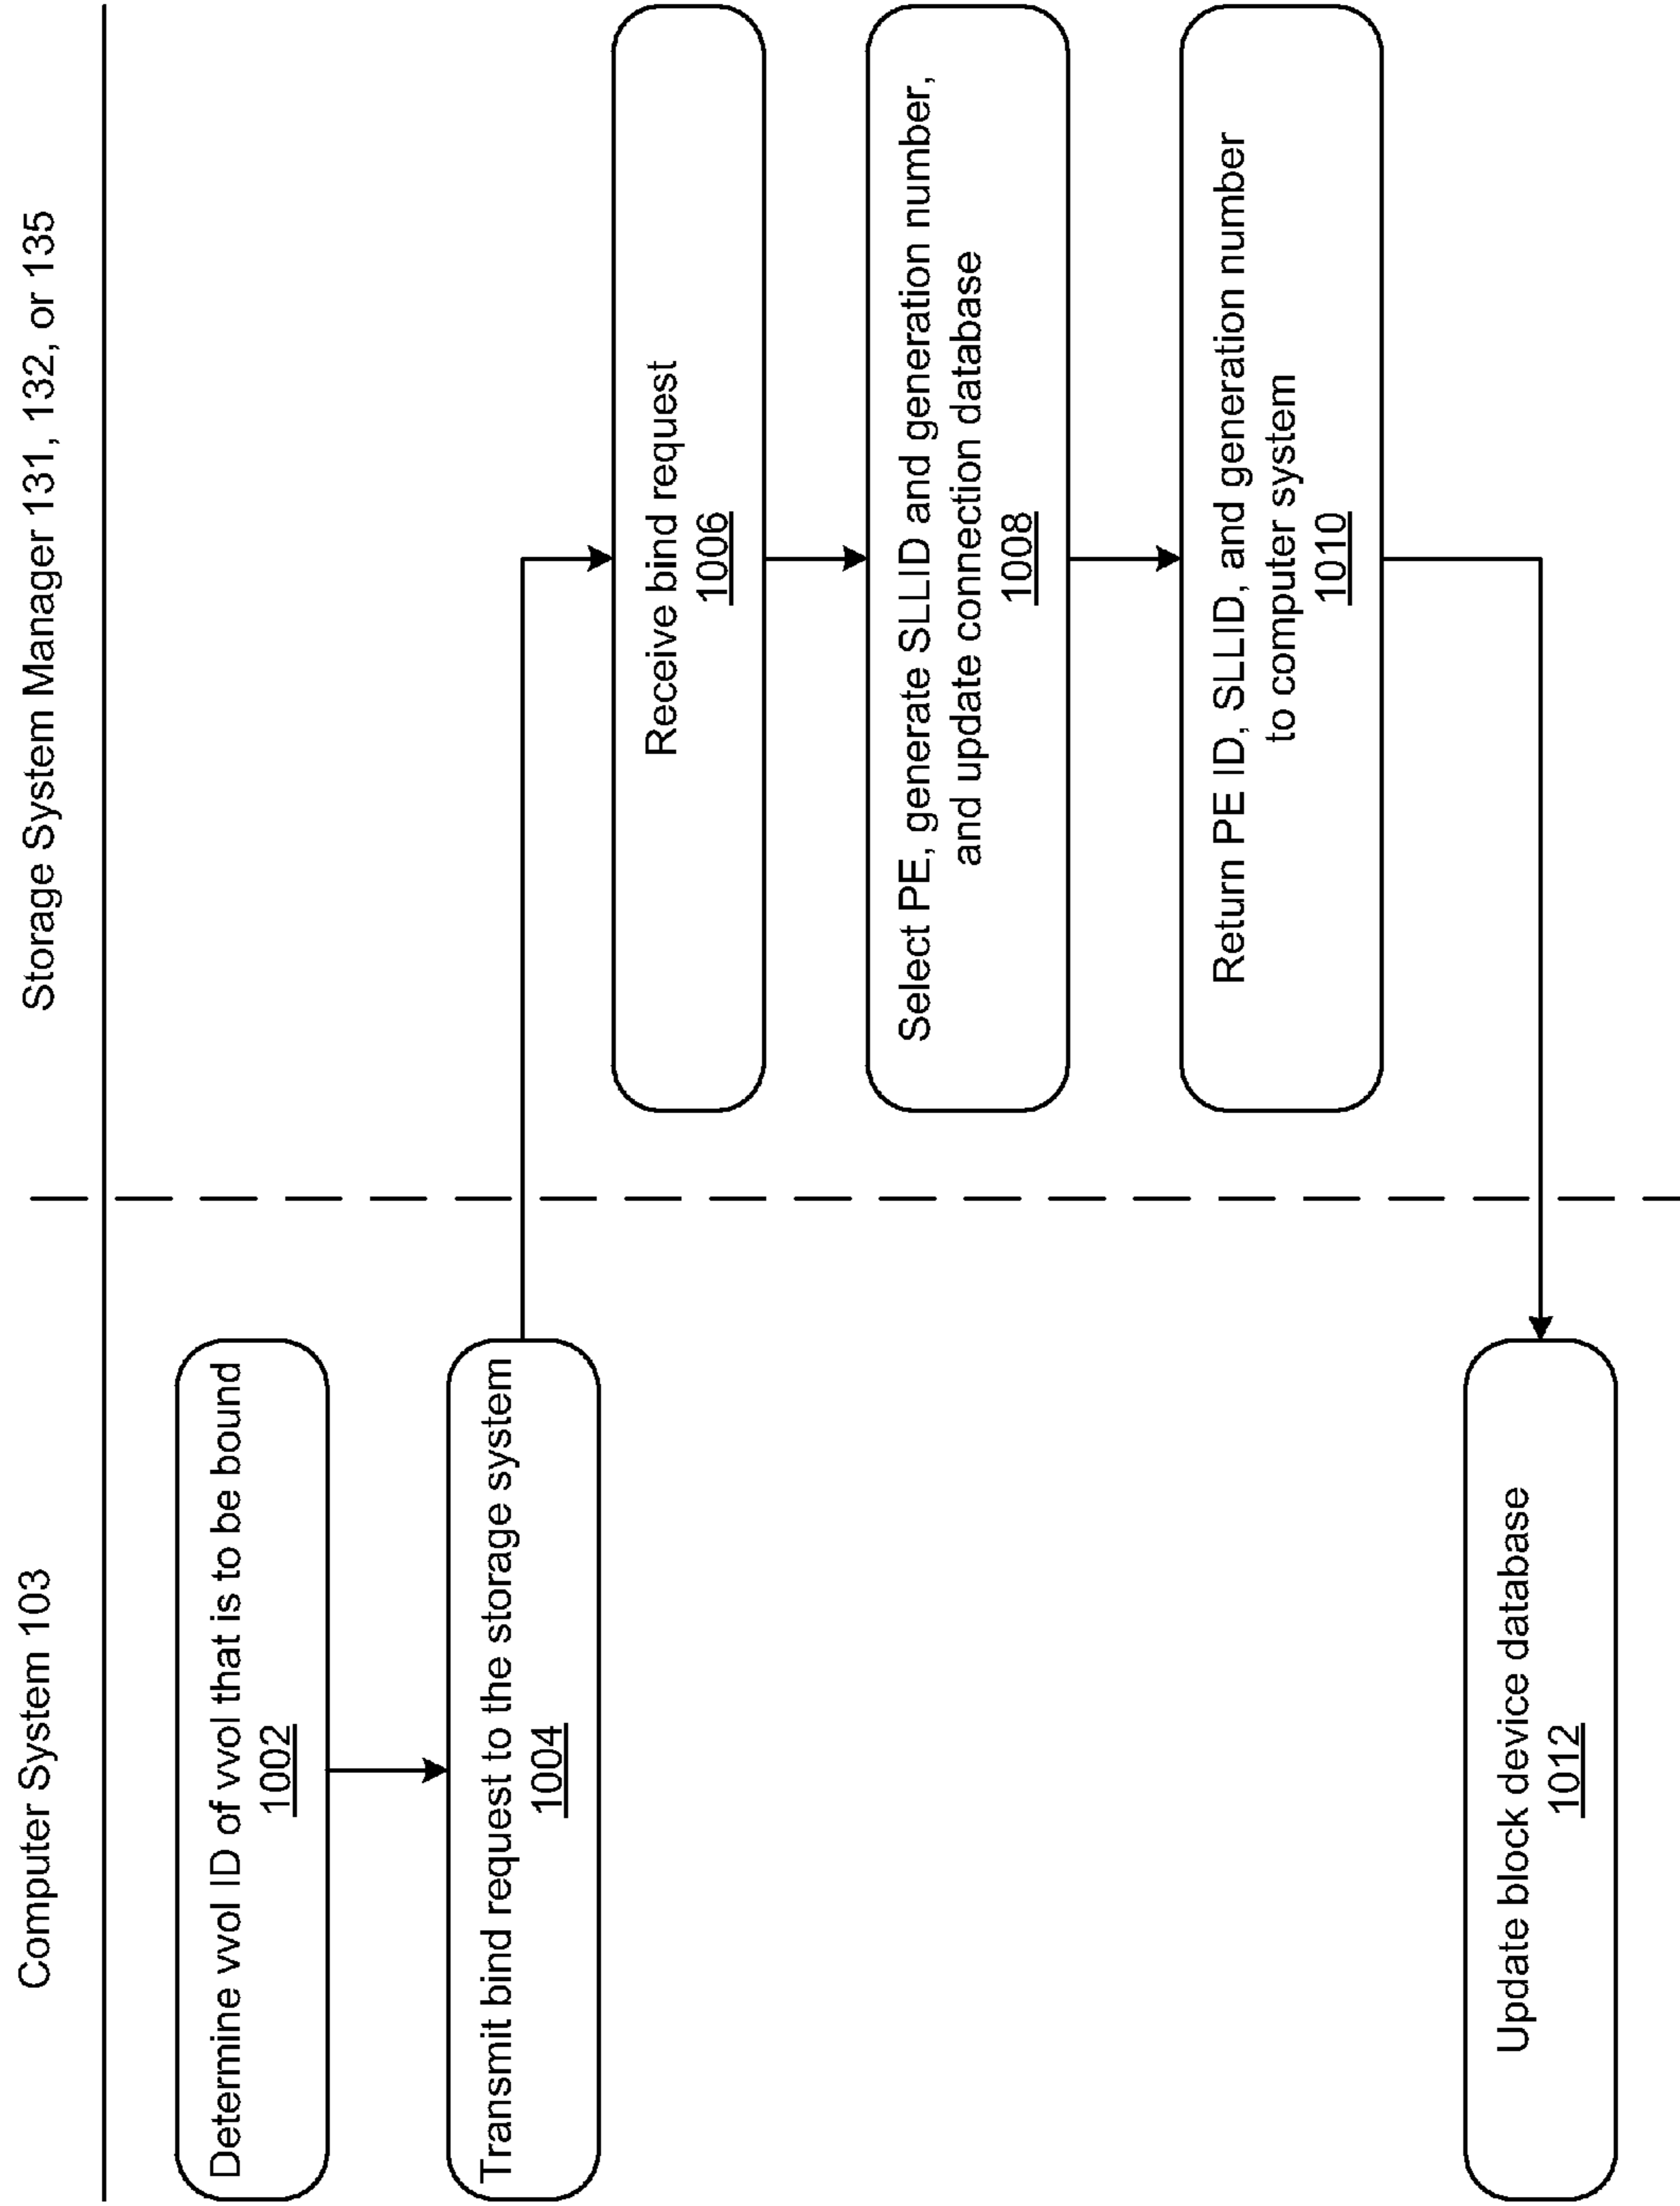 Computer System 103
Storage System Manager 131, 132, or 135
Determine vvol ID of vvol that is to be bound
1002
Transmit bind request to the storage system
1004
Receive bind request
1006
Select PE, generate SLLID and generation number,
and update connection database
1008
Return PE ID, SLLID, and generation number
to computer system
1010
Update block device database
1012